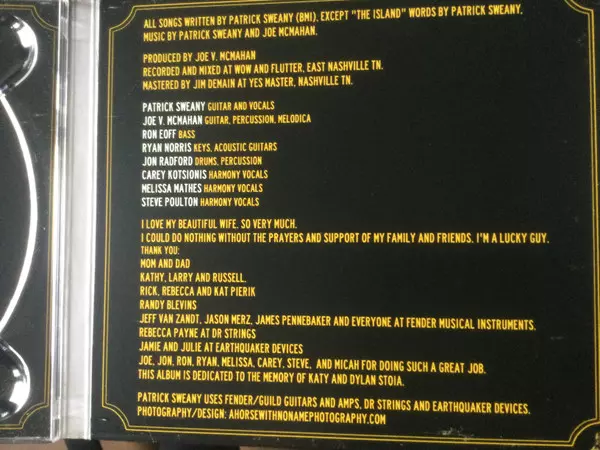 ALL SONGS WRITTEN BY PATRICK SWEANY (BMI), EXCEPT "THE ISLAND" WORDS BY PATRICK SWEANY.
MUSIC BY PATRICK SWEANY AND JOE MCMAHAN.
PRODUCED BY JOE V. MCMAHAN
RECORDED AND MIXED AT WOW AND FLUTTER, EAST NASHVILLE TN.
MASTERED BY JIM DEMAIN AT YES MASTER, NASHVILLE TN.
PATRICK SWEANY GUITAR AND VOCALS
JOE V. MCMAHAN GUITAR, PERCUSSION, MELODICA
RON EOFF BASS
RYAN NORRIS KEYS, ACOUSTIC GUITARS
JON RADFORD DRUMS, PERCUSSION
CAREY KOTSIONIS HARMONY VOCALS
MELISSA MATHES HARMONY VOCALS
STEVE POULTON HARMONY VOCALS
I LOVE MY BEAUTIFUL WIFE. SO VERY MUCH.
I COULD DO NOTHING WITHOUT THE PRAYERS AND SUPPORT OF MY FAMILY AND FRIENDS. I'M A LUCKY GUY.
THANK YOU:
MOM AND DAD
KATHY, LARRY AND RUSSELL.
RICK, REBECCA AND KAT PIERIK
RANDY BLEVINS
JEFF VAN ZANDT, JASON MERZ, JAMES PENNEBAKER AND EVERYONE AT FENDER MUSICAL INSTRUMENTS.
REBECCA PAYNE AT DR STRINGS
JAMIE AND JULIE AT EARTHQUAKER DEVICES
JOE, JON, RON, RYAN, MELISSA, CAREY, STEVE, AND MICAH FOR DOING SUCH A GREAT JOB.
THIS ALBUM IS DEDICATED TO THE MEMORY OF KATY AND DYLAN STOIA.
PATRICK SWEANY USES FENDER/GUILD GUITARS AND AMPS, DR STRINGS AND EARTHQUAKER DEVICES.
PHOTOGRAPHY/DESIGN: AHORSEWITHNONAMEPHOTOGRAPHY.COM